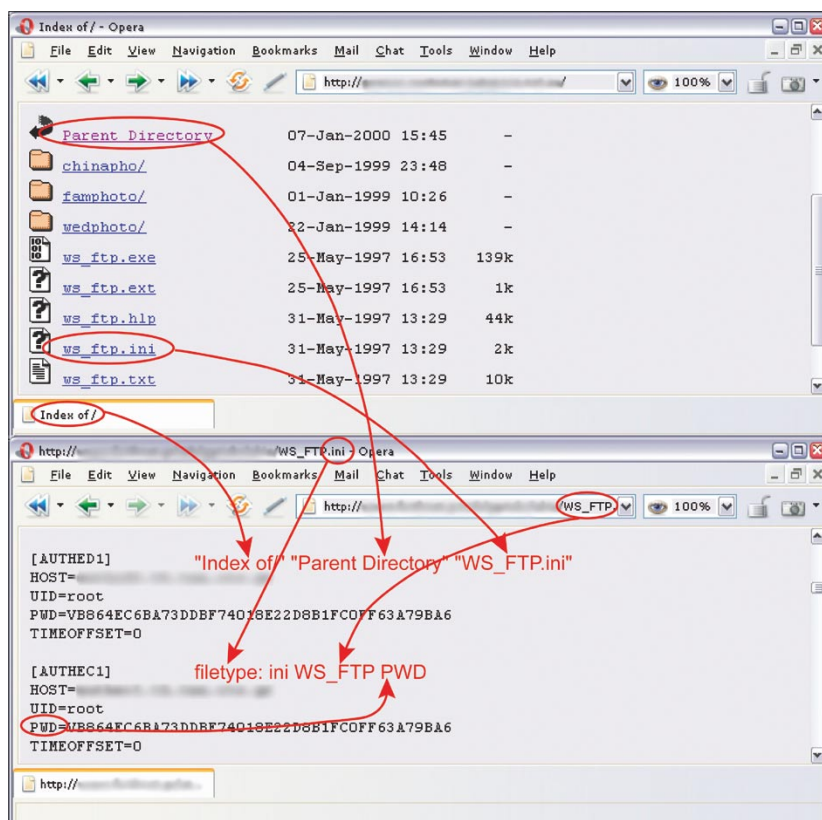 Index of/ - Opera
File Edit View Navigation Bookmarks Mail Chat Tools Window Help
http:// / 100%
Parent Directory 07-Jan-2000 15:45 -
chinapho/ 04-Sep-1999 23:48 -
famphoto/ 01-Jan-1999 10:26 -
wedphoto/ 22-Jan-1999 14:14 -
ws_ftp.exe 25-May-1997 16:53 139k
ws_ftp.ext 25-May-1997 16:53 1k
ws_ftp.hlp 31-May-1997 13:29 44k
ws_ftp.ini 31-May-1997 13:29 2k
ws_ftp.txt 31-May-1997 13:29 10k
Index of/
http:// /WS_FTP.ini - Opera
File Edit View Navigation Bookmarks Mail Chat Tools Window Help
http:// /WS_FTP. 100%
[AUTHED1]
"Index of/" "Parent Directory" "WS_FTP.ini"
HOST=
UID=root
PWD=VB864EC6BA73DDBF74018E22D8B1FC0FF63A79BA6
TIMEOFFSET=0
[AUTHEC1]
filetype: ini WS_FTP PWD
HOST=
UID=root
PWD=VB864EC6BA73DDBF74018E22D8B1FC0FF63A79BA6
TIMEOFFSET=0
http://